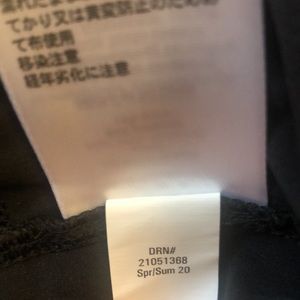 てかり又は黄変防止のためあ
て布使用
移染注意
経年劣化に注意
DRN#
21051368
Spr/Sum 20